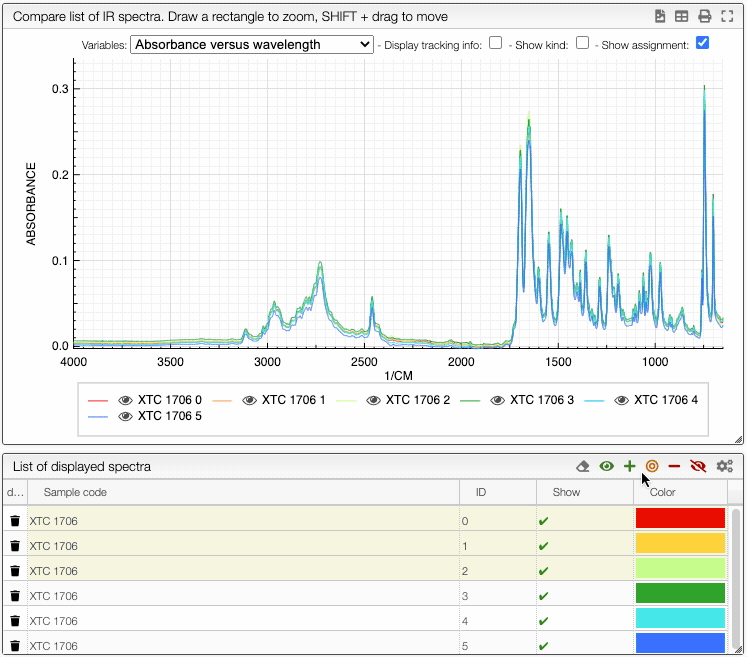 Compare list of IR spectra. Draw a rectangle to zoom, SHIFT + drag to move
Variables: Absorbance versus wavelength - Display tracking info: - Show kind: - Show assignment:
0.3
0.2
0.1
0.0
ABSORBANCE
4000 3500 3000 2500 2000 1500 1000
1/CM
XTC 1706 0 XTC 1706 1 XTC 1706 2 XTC 1706 3 XTC 1706 4
XTC 1706 5
List of displayed spectra
d... Sample code ID Show Color
XTC 1706 0
XTC 1706 1
XTC 1706 2
XTC 1706 3
XTC 1706 4
XTC 1706 5